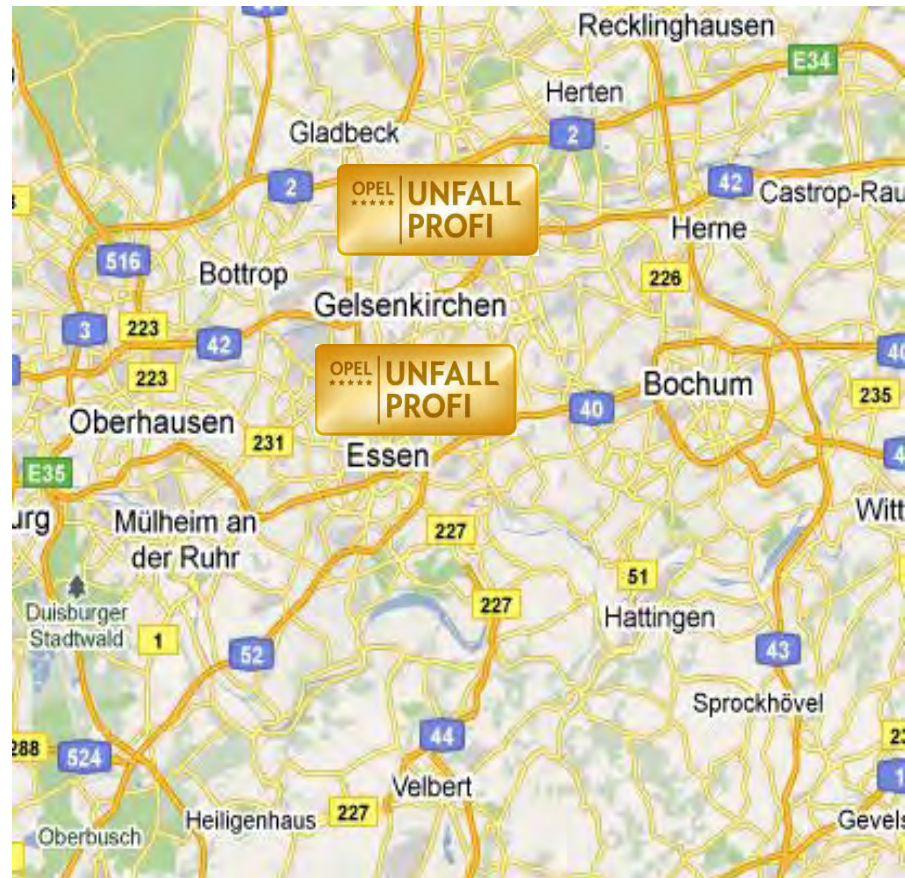 Recklinghausen
E34
Herten
Gladbeck
2
2
42
Castrop-Rau
OPEL UNFALL
PROFI
Herne
516
Bottrop
226
Gelsenkirchen
3
223
42
40
OPEL UNFALL
PROFI
223
Bochum
235
40
Oberhausen
231
Essen
E35
urg
Mülheim an
der Ruhr
227
Witt
51
Duisburger
Stadtwald
1
227
Hattingen
52
43
Sprockhövel
288
524
44
Velbert
227
Heiligenhaus
Oberbusch
Gevels